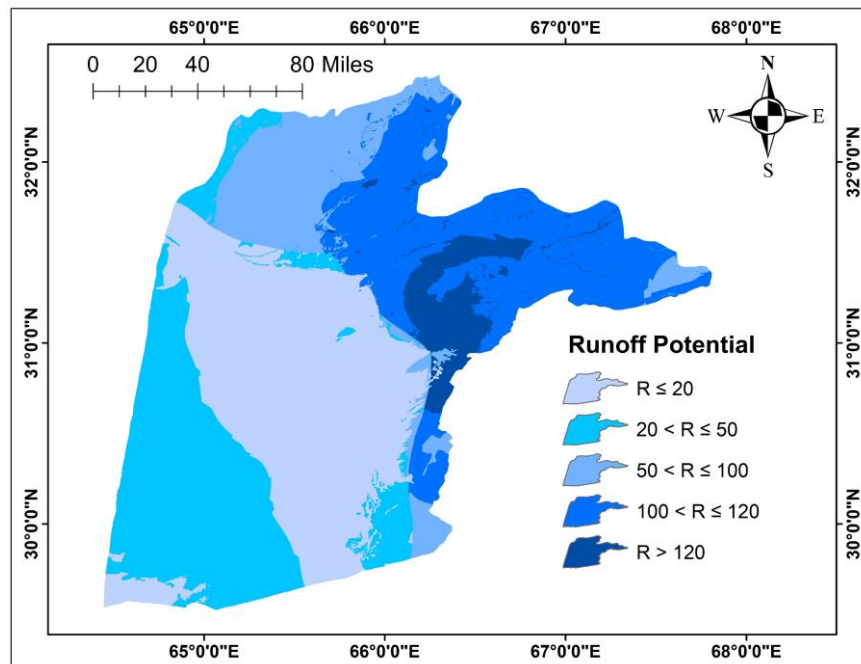 65°0'0"E 66°0'0"E 67°0'0"E 68°0'0"E
0 20 40 80 Miles
N
W E
S
32°0'0"N 32°0'0"N
31°0'0"N 31°0'0"N
Runoff Potential
R ≤ 20
20 < R ≤ 50
50 < R ≤ 100
30°0'0"N 30°0'0"N
100 < R ≤ 120
R > 120
65°0'0"E 66°0'0"E 67°0'0"E 68°0'0"E